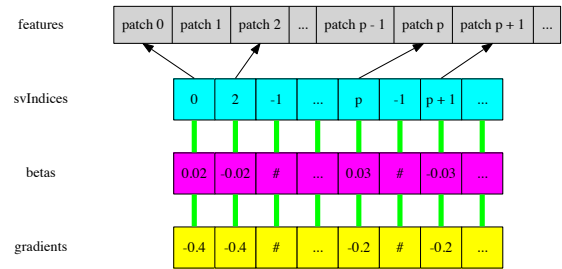 features patch 0 patch 1 patch 2 ... patch p - 1 patch p patch p + 1 ...
svIndices 0 2 -1 ... p -1 p + 1 ...
betas 0.02 -0.02 # ... 0.03 # -0.03 ...
gradients -0.4 -0.4 # ... -0.2 # -0.2 ...